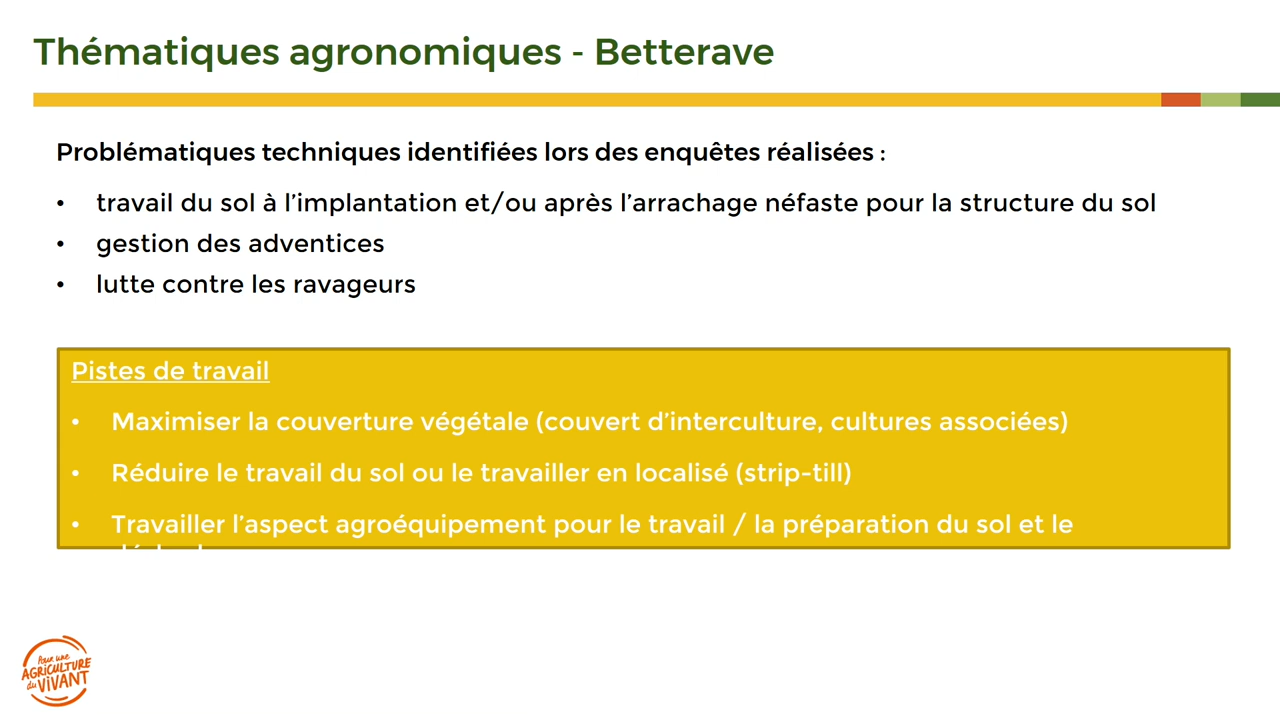 Thématiques agronomiques - Betterave
Problématiques techniques identifiées lors des enquêtes réalisées :
• travail du sol à l’implantation et/ou après l’arrachage néfaste pour la structure du sol
• gestion des adventices
• lutte contre les ravageurs
Pistes de travail
• Maximiser la couverture végétale (couvert d’interculture, cultures associées)
• Réduire le travail du sol ou le travailler en localisé (strip-till)
• Travailler l’aspect agroéquipement pour le travail / la préparation du sol et le
Pour une
AGRiCULTURE
du ViVANT